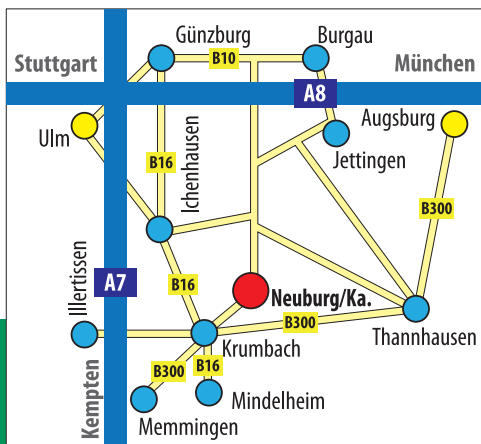 Günzburg
Burgau
B10
Stuttgart
München
A8
Ulm
Augsburg
Jettingen
B16
Ichenhausen
B300
Illertissen
A7
B16
Neuburg/Ka.
B300
Krumbach
Thannhausen
B300
B16
Kempten
Mindelheim
Memmingen